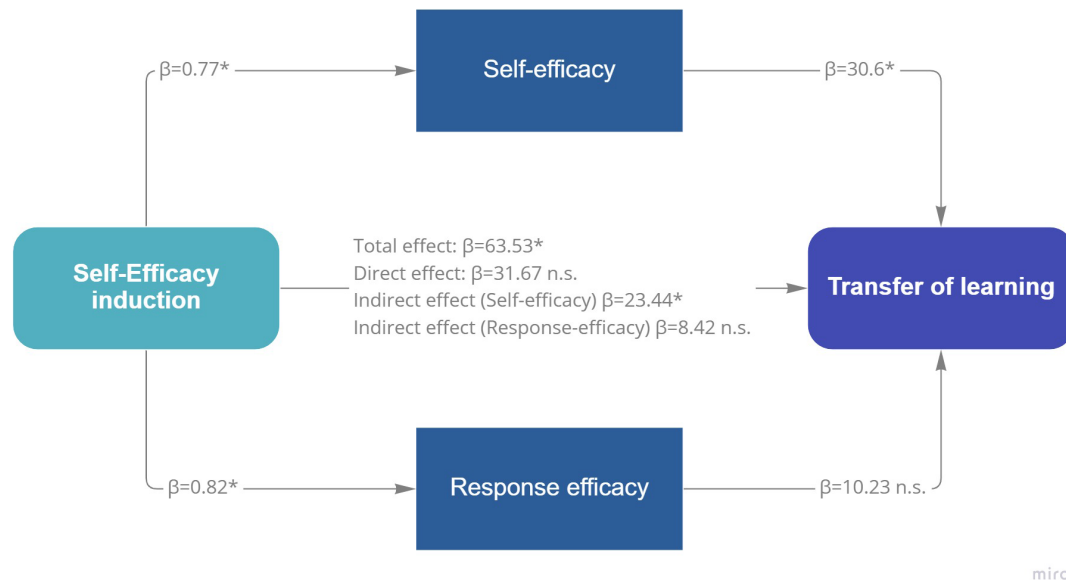 β=0.77*
Self-efficacy
β=30.6*
Self-Efficacy
induction
Total effect: β=63.53*
Direct effect: β=31.67 n.s.
Indirect effect (Self-efficacy) β=23.44*
Indirect effect (Response-efficacy) β=8.42 n.s.
Transfer of learning
β=0.82*
Response efficacy
β=10.23 n.s.